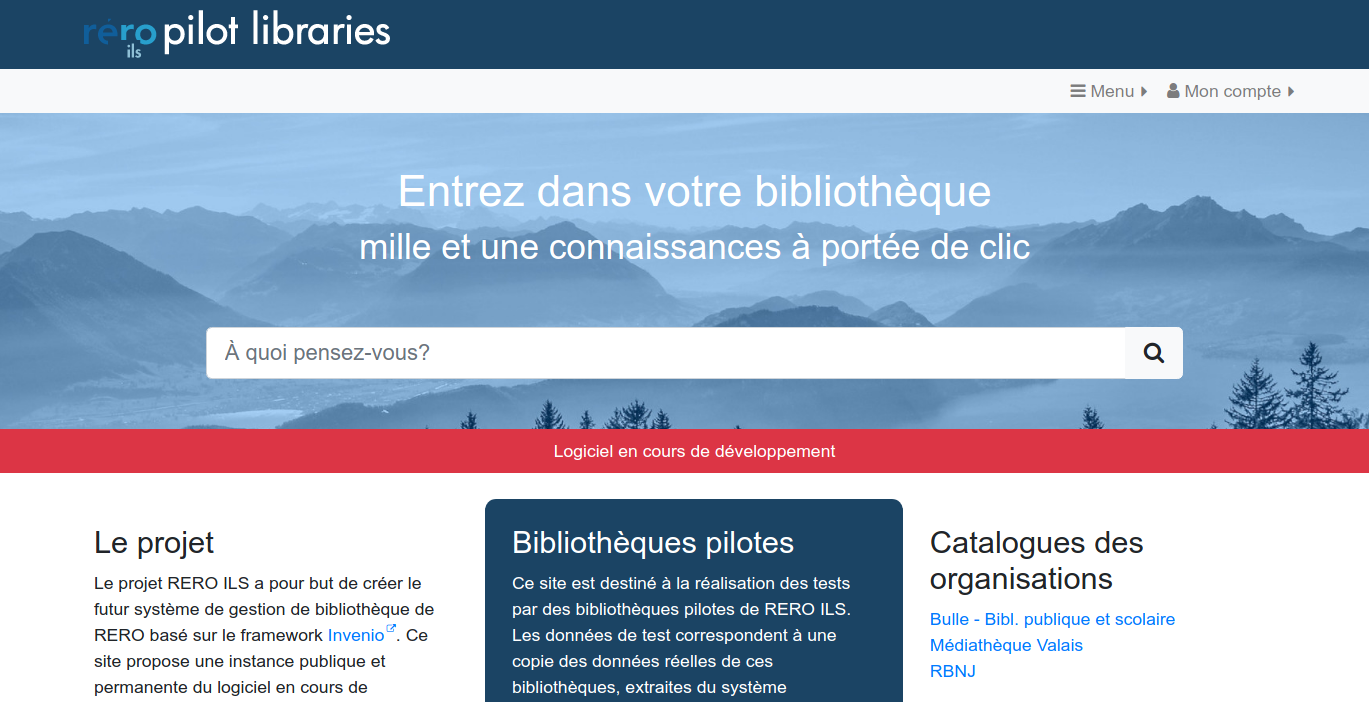 rero ils pilot libraries
Menu
Mon compte
Entrez dans votre bibliothèque
mille et une connaissances à portée de clic
À quoi pensez-vous?
Logiciel en cours de développement
Le projet
Le projet RERO ILS a pour but de créer le
futur système de gestion de bibliothèque de
RERO basé sur le framework Invenio. Ce
site propose une instance publique et
permanente du logiciel en cours de
Bibliothèques pilotes
Ce site est destiné à la réalisation des tests
par des bibliothèques pilotes de RERO ILS.
Les données de test correspondent à une
copie des données réelles de ces
bibliothèques, extraites du système
Catalogues des
organisations
Bulle - Bibl. publique et scolaire
Médiathèque Valais
RBNJ